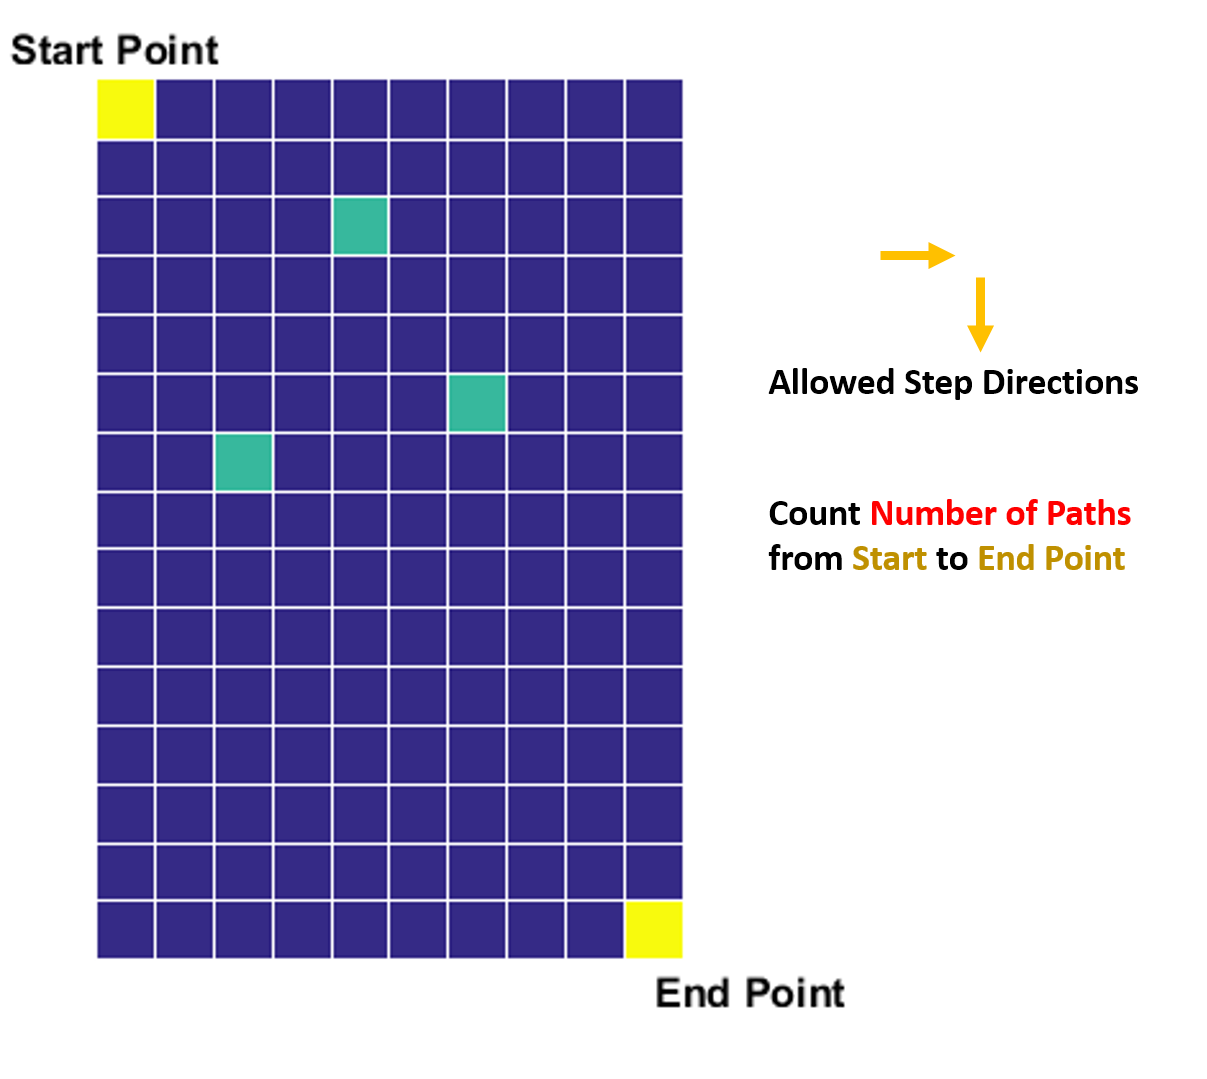 Start Point
Allowed Step Directions
Count Number of Paths
from Start to End Point
End Point